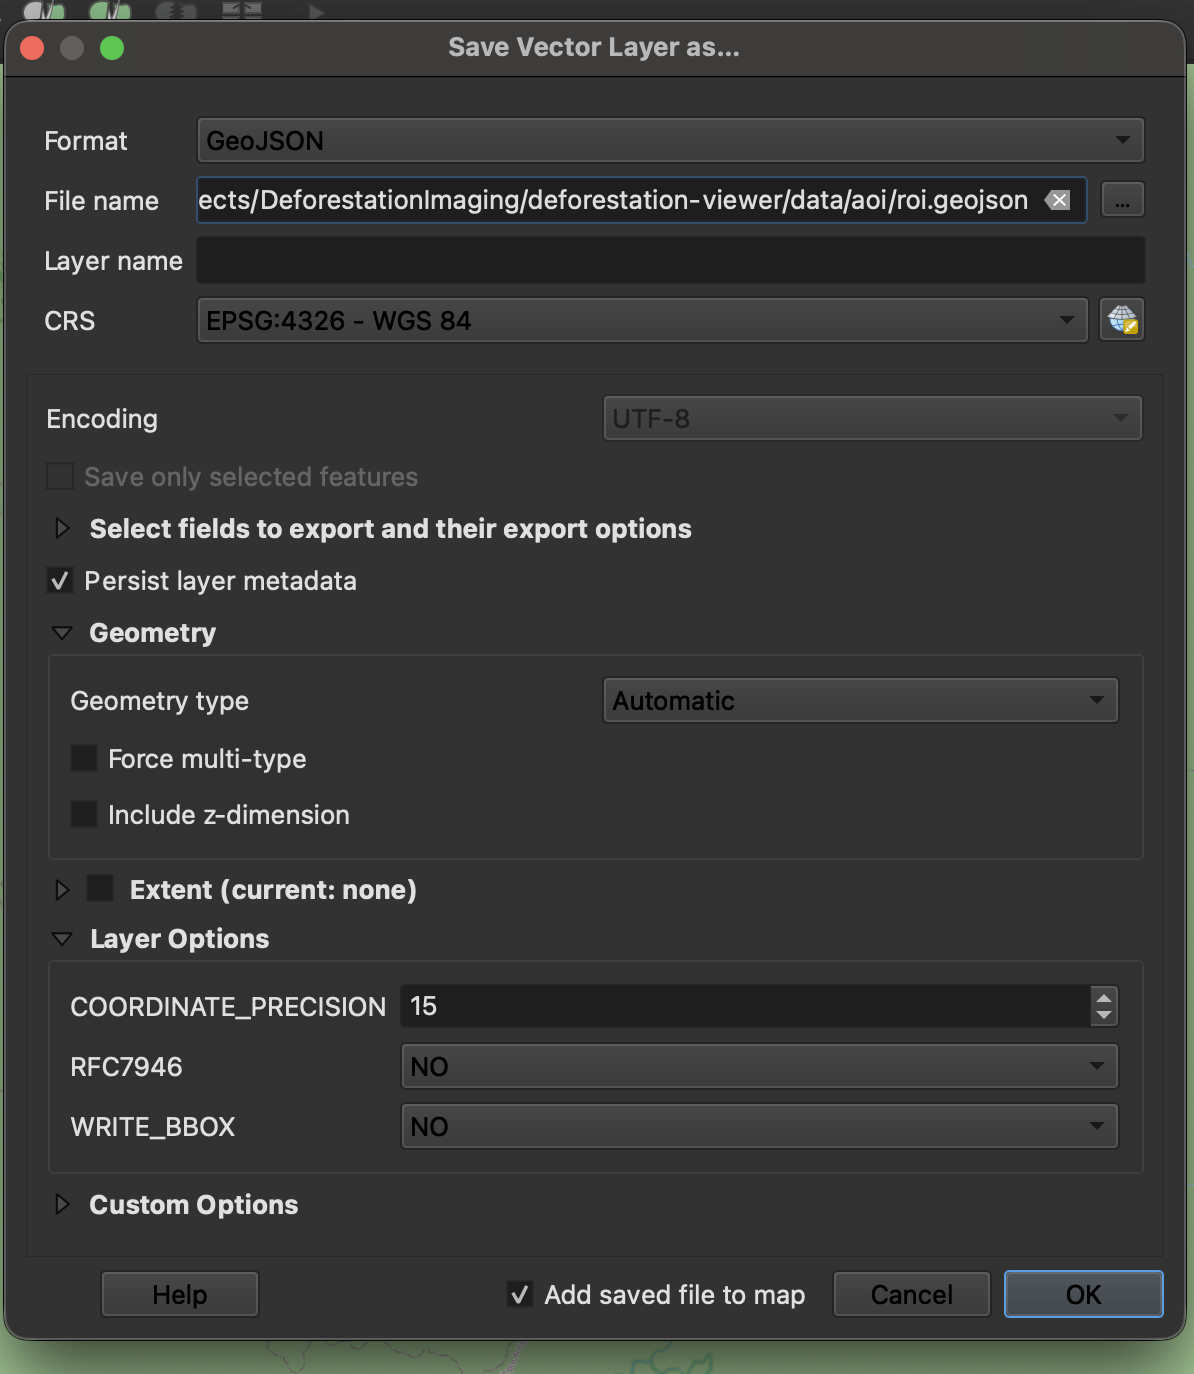 Save Vector Layer as...
Format GeoJSON
File name ects/DeforestationImaging/deforestation-viewer/data/aoi/roi.geojson ...
Layer name
CRS EPSG:4326 - WGS 84
Encoding UTF-8
Save only selected features
Select fields to export and their export options
Persist layer metadata
Geometry
Geometry type Automatic
Force multi-type
Include z-dimension
Extent (current: none)
Layer Options
COORDINATE_PRECISION 15
RFC7946 NO
WRITE_BBOX NO
Custom Options
Help Add saved file to map Cancel OK